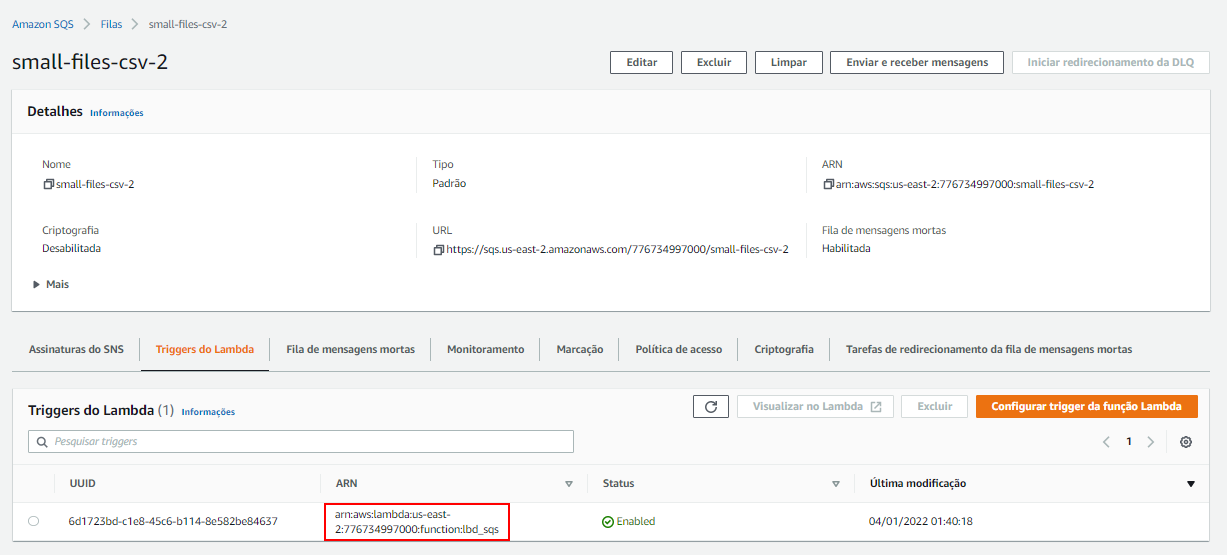 Amazon SQS > Filas > small-files-csv-2
small-files-csv-2
Editar Excluir Limpar Enviar e receber mensagens Iniciar redirecionamento da DLQ
Detalhes Informações
Nome Tipo ARN
small-files-csv-2 Padrão arn:aws:sqs:us-east-2:776734997000:small-files-csv-2
Criptografia URL Fila de mensagens mortas
Desabilitada https://sqs.us-east-2.amazonaws.com/776734997000/small-files-csv-2 Habilitada
Mais
Assinaturas do SNS Triggers do Lambda Fila de mensagens mortas Monitoramento Marcação Política de acesso Criptografia Tarefas de redirecionamento da fila de mensagens mortas
Triggers do Lambda (1) Informações Visualizar no Lambda Excluir Configurar trigger da função Lambda
Pesquisar triggers 1
UUID ARN Status Última modificação
6d1723bd-c1e8-45c6-b114-8e582be84637 arn:aws:lambda:us-east- Enabled 04/01/2022 01:40:18
2:776734997000:function:lbd_sqs